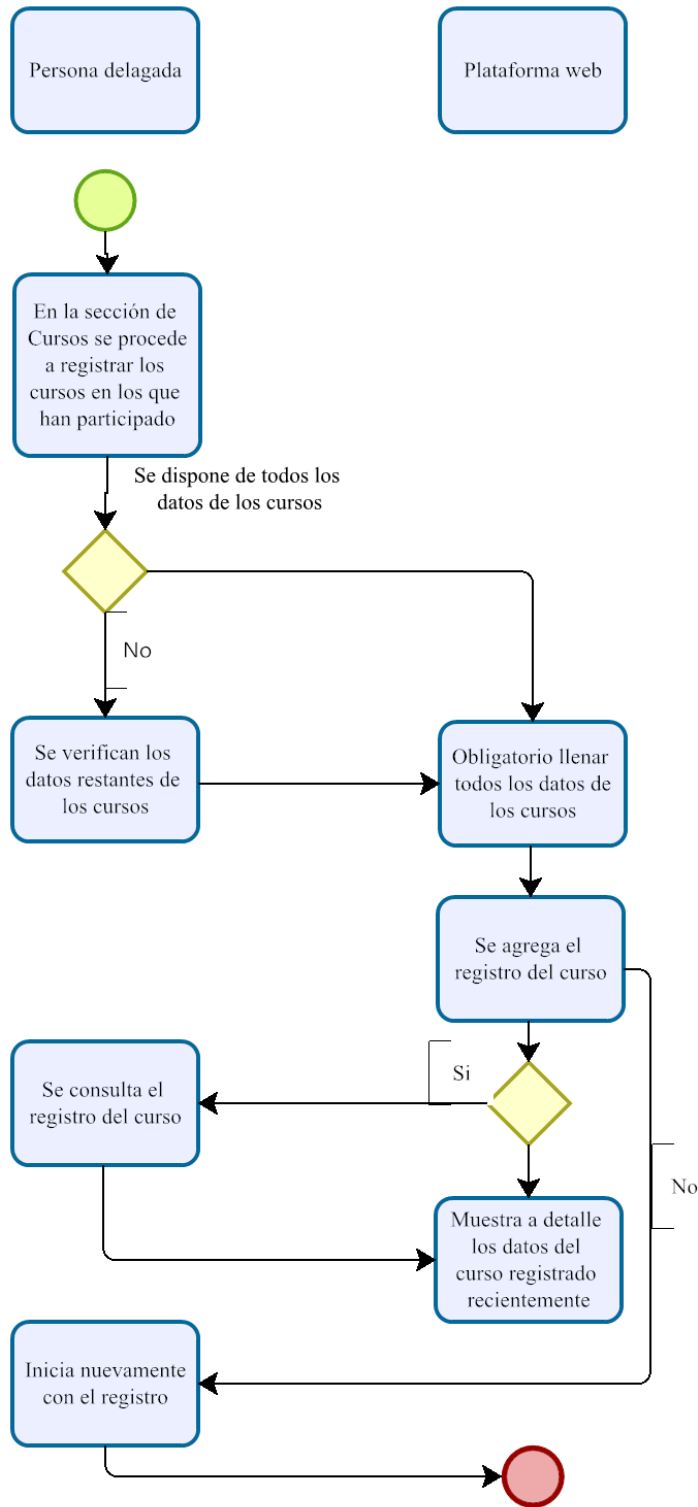 Persona delagada
Plataforma web
En la sección de
Cursos se procede
a registrar los
cursos en los que
han participado
Se dispone de todos los
datos de los cursos
No
Se verifican los
datos restantes de
los cursos
Obligatorio llenar
todos los datos de
los cursos
Se agrega el
registro del curso
Si
Se consulta el
registro del curso
No
Muestra a detalle
los datos del
curso registrado
recientemente
Inicia nuevamente
con el registro